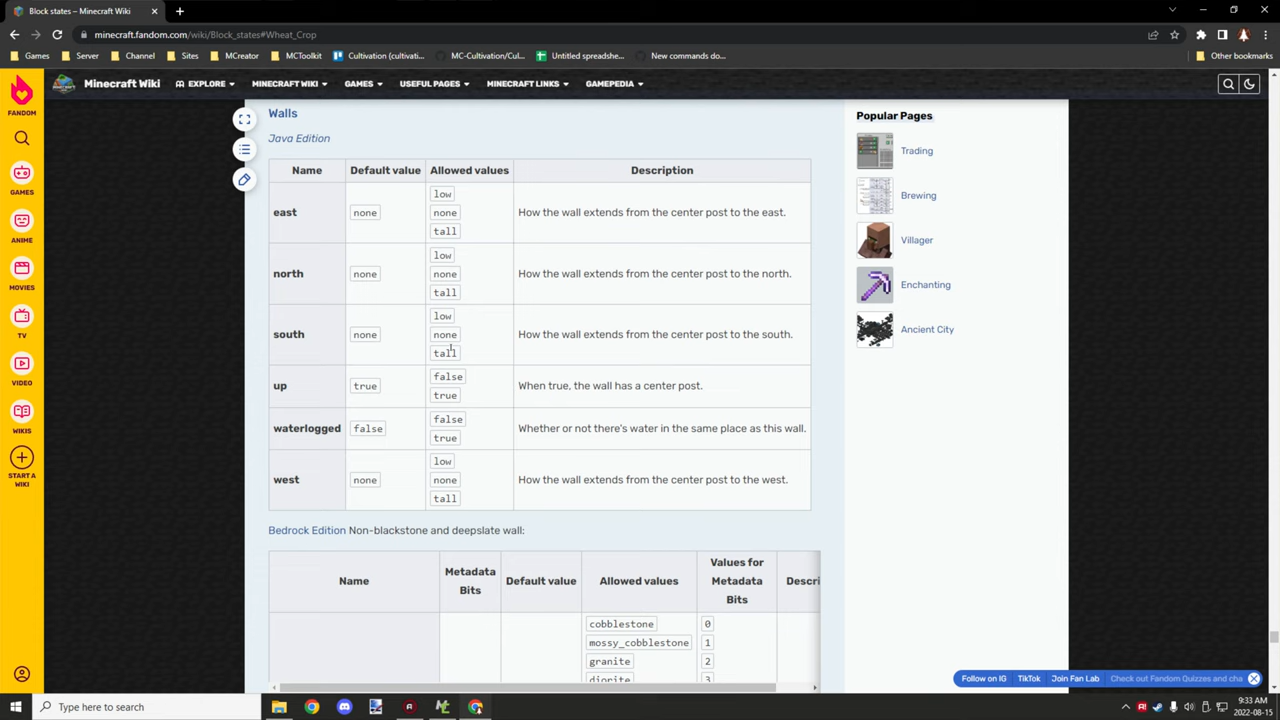 Block states – Minecraft Wiki
minecraft.fandom.com/wiki/Block_states#Wheat_Crop
Games
Server
Channel
Sites
MCreator
MCToolkit
Cultivation (cultivati...
MC-Cultivation/Cul...
Untitled spreadshe...
New commands do...
Other bookmarks
FANDOM
GAMES
ANIME
MOVIES
TV
VIDEO
WIKIS
START A
WIKI
Minecraft Wiki
EXPLORE
MINECRAFT WIKI
GAMES
USEFUL PAGES
MINECRAFT LINKS
GAMEPEDIA
Walls
Java Edition
Name Default value Allowed values Description
east none low none tall How the wall extends from the center post to the east.
north none low none tall How the wall extends from the center post to the north.
south none low none tall How the wall extends from the center post to the south.
up true false true When true, the wall has a center post.
waterlogged false false true Whether or not there's water in the same place as this wall.
west none low none tall How the wall extends from the center post to the west.
Bedrock Edition Non-blackstone and deepslate wall:
Name Metadata Bits Default value Allowed values Values for Metadata Bits Descri
cobblestone 0
mossy_cobblestone 1
granite 2
diorite 3
Popular Pages
Trading
Brewing
Villager
Enchanting
Ancient City
Follow on IG
TikTok
Join Fan Lab
Check out Fandom Quizzes and cha
Type here to search
9:33 AM
2022-08-15